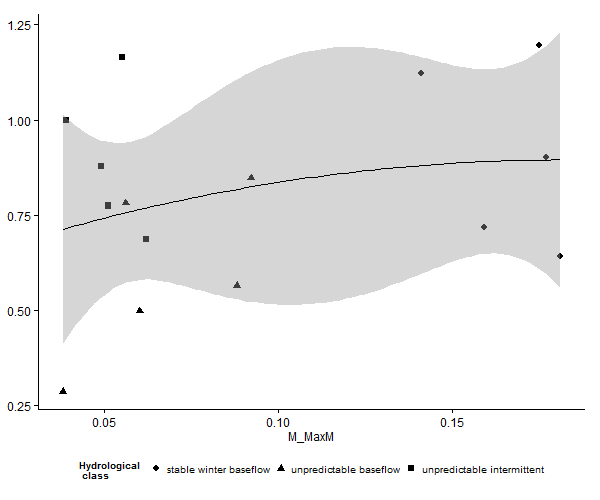 1.25
1.00
0.75
0.50
0.25
0.05 0.10 0.15
M_MaxM
Hydrological
class
stable winter baseflow unpredictable baseflow unpredictable intermittent